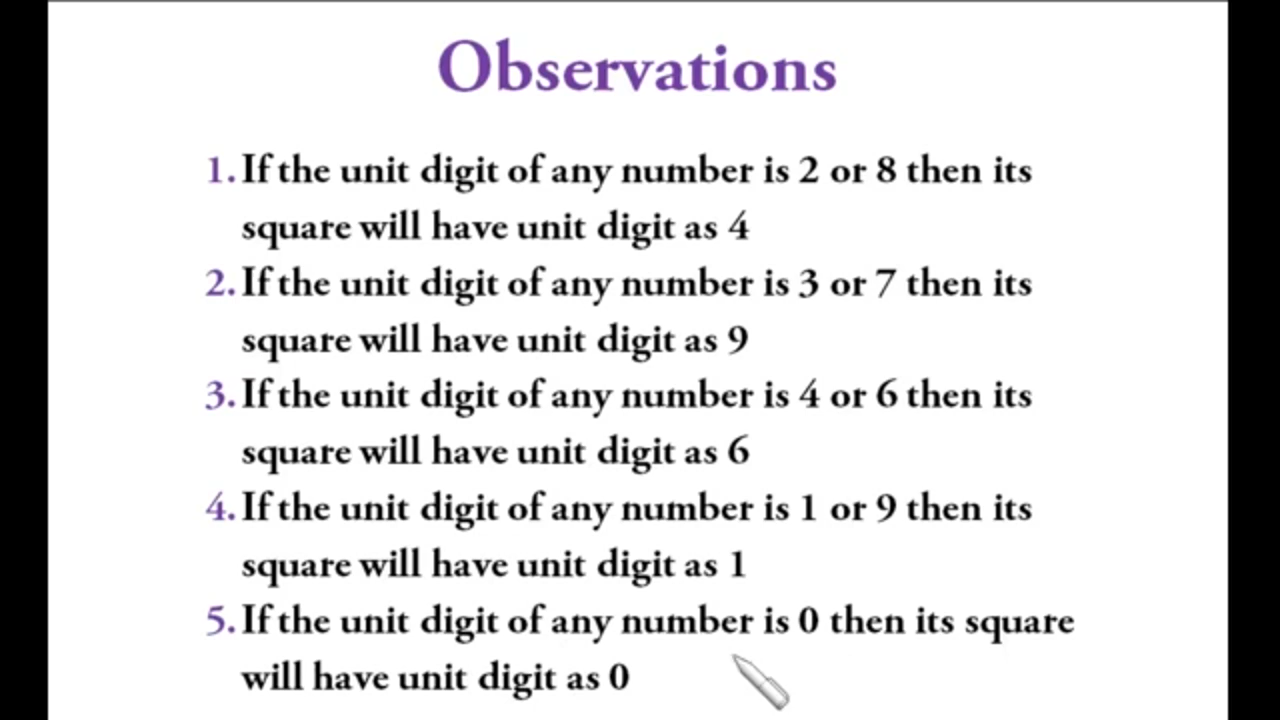 Observations
1. If the unit digit of any number is 2 or 8 then its
square will have unit digit as 4
2. If the unit digit of any number is 3 or 7 then its
square will have unit digit as 9
3. If the unit digit of any number is 4 or 6 then its
square will have unit digit as 6
4. If the unit digit of any number is 1 or 9 then its
square will have unit digit as 1
5. If the unit digit of any number is 0 then its square
will have unit digit as 0